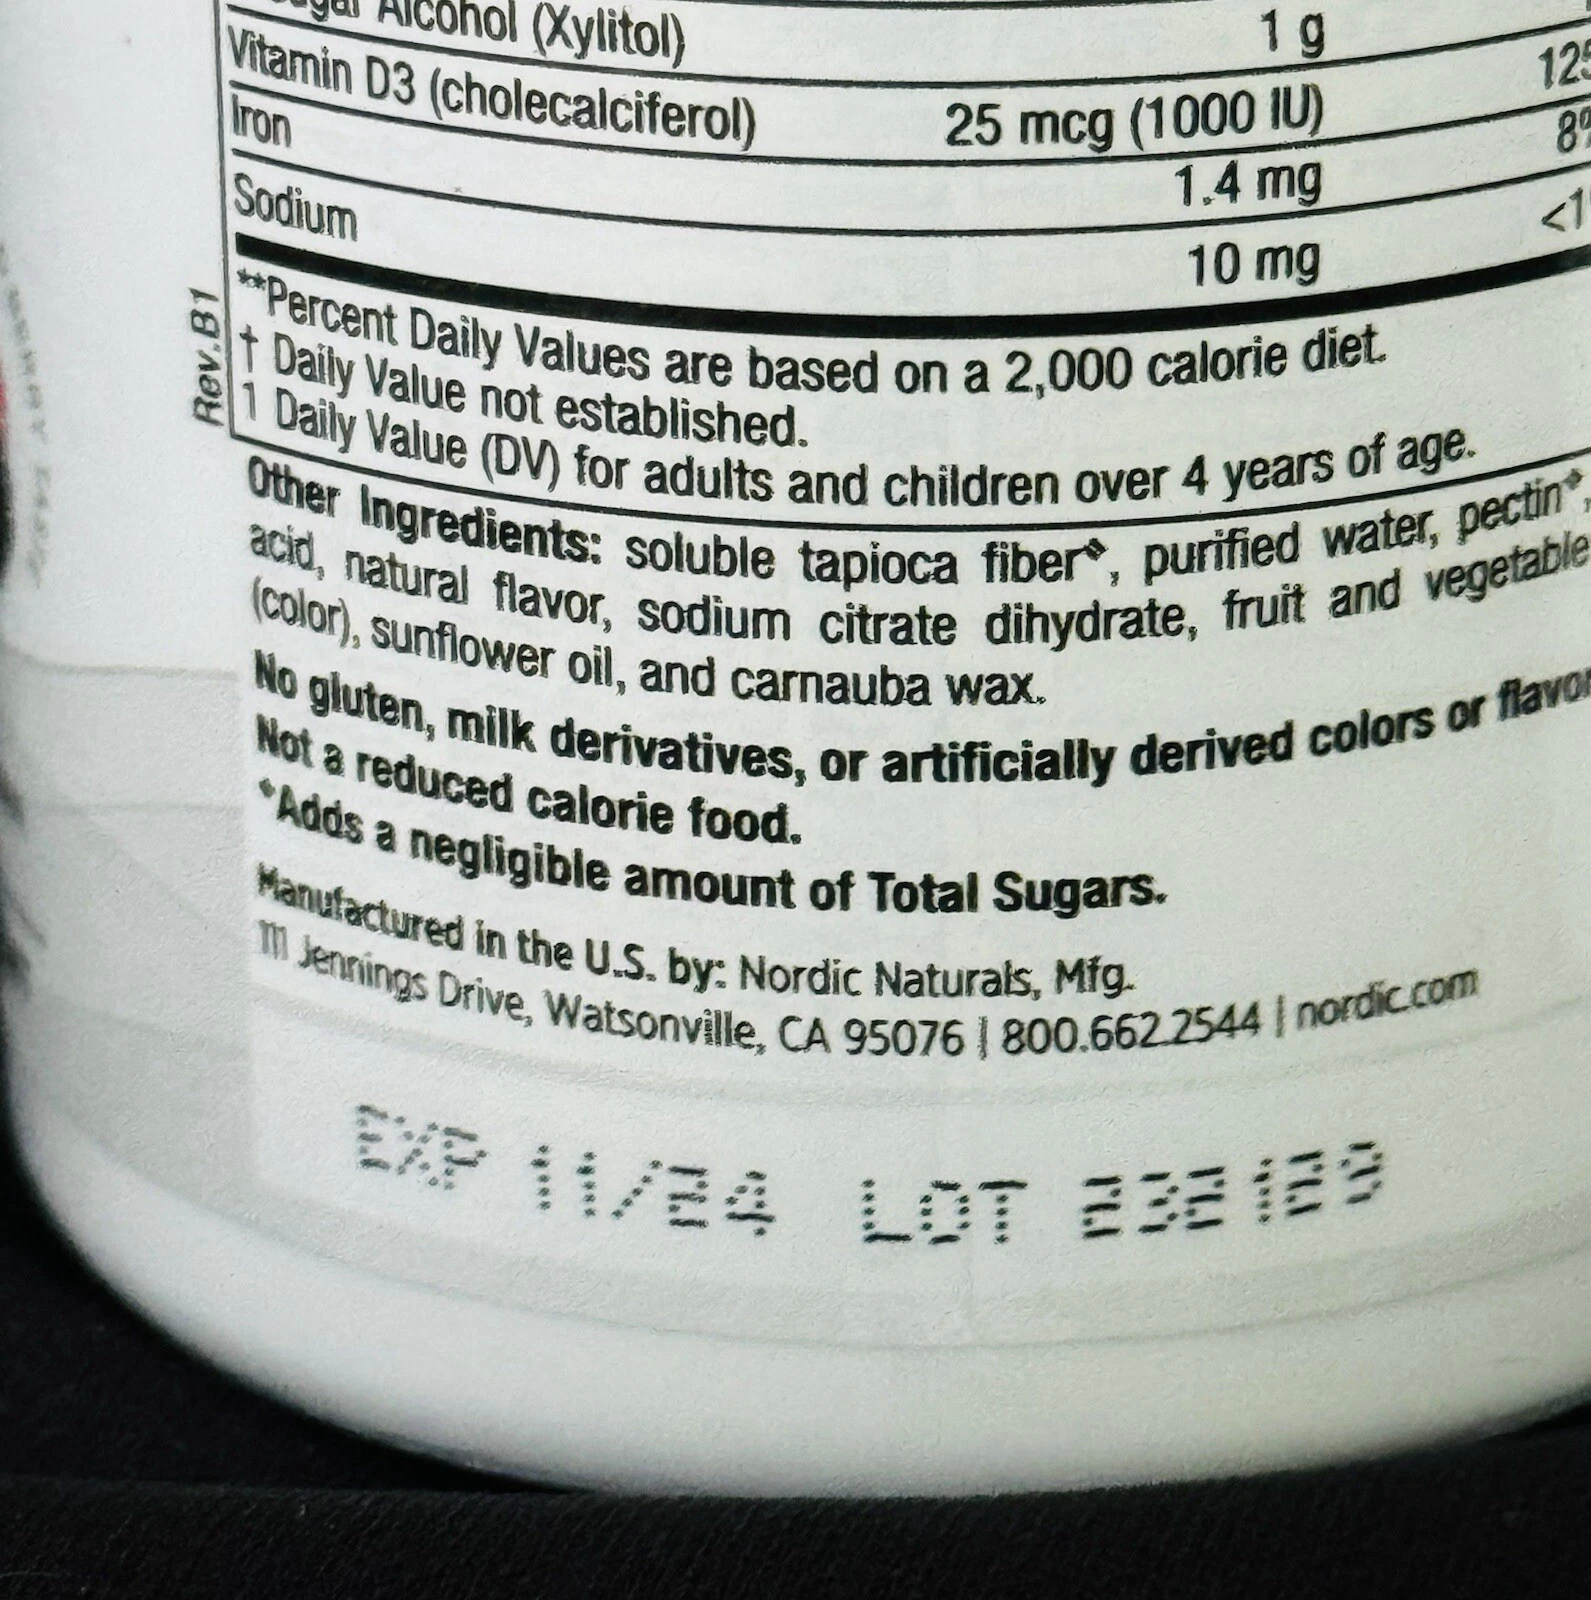 Alcohol (Xylitol) 1 g
Vitamin D3 (cholecalciferol) 25 mcg (1000 IU) 125
Iron 1.4 mg 8%
Sodium 10 mg <1
**Percent Daily Values are based on a 2,000 calorie diet.
† Daily Value not established.
1 Daily Value (DV) for adults and children over 4 years of age.
Rev.B1
Other Ingredients: soluble tapioca fiber⬥, purified water, pectin⬥,
acid, natural flavor, sodium citrate dihydrate, fruit and vegetable
(color), sunflower oil, and carnauba wax.
No gluten, milk derivatives, or artificially derived colors or flavor
Not a reduced calorie food.
⬥Adds a negligible amount of Total Sugars.
Manufactured in the U.S. by: Nordic Naturals, Mfg.
111 Jennings Drive, Watsonville, CA 95076 | 800.662.2544 | nordic.com
EXP 11/24 LOT